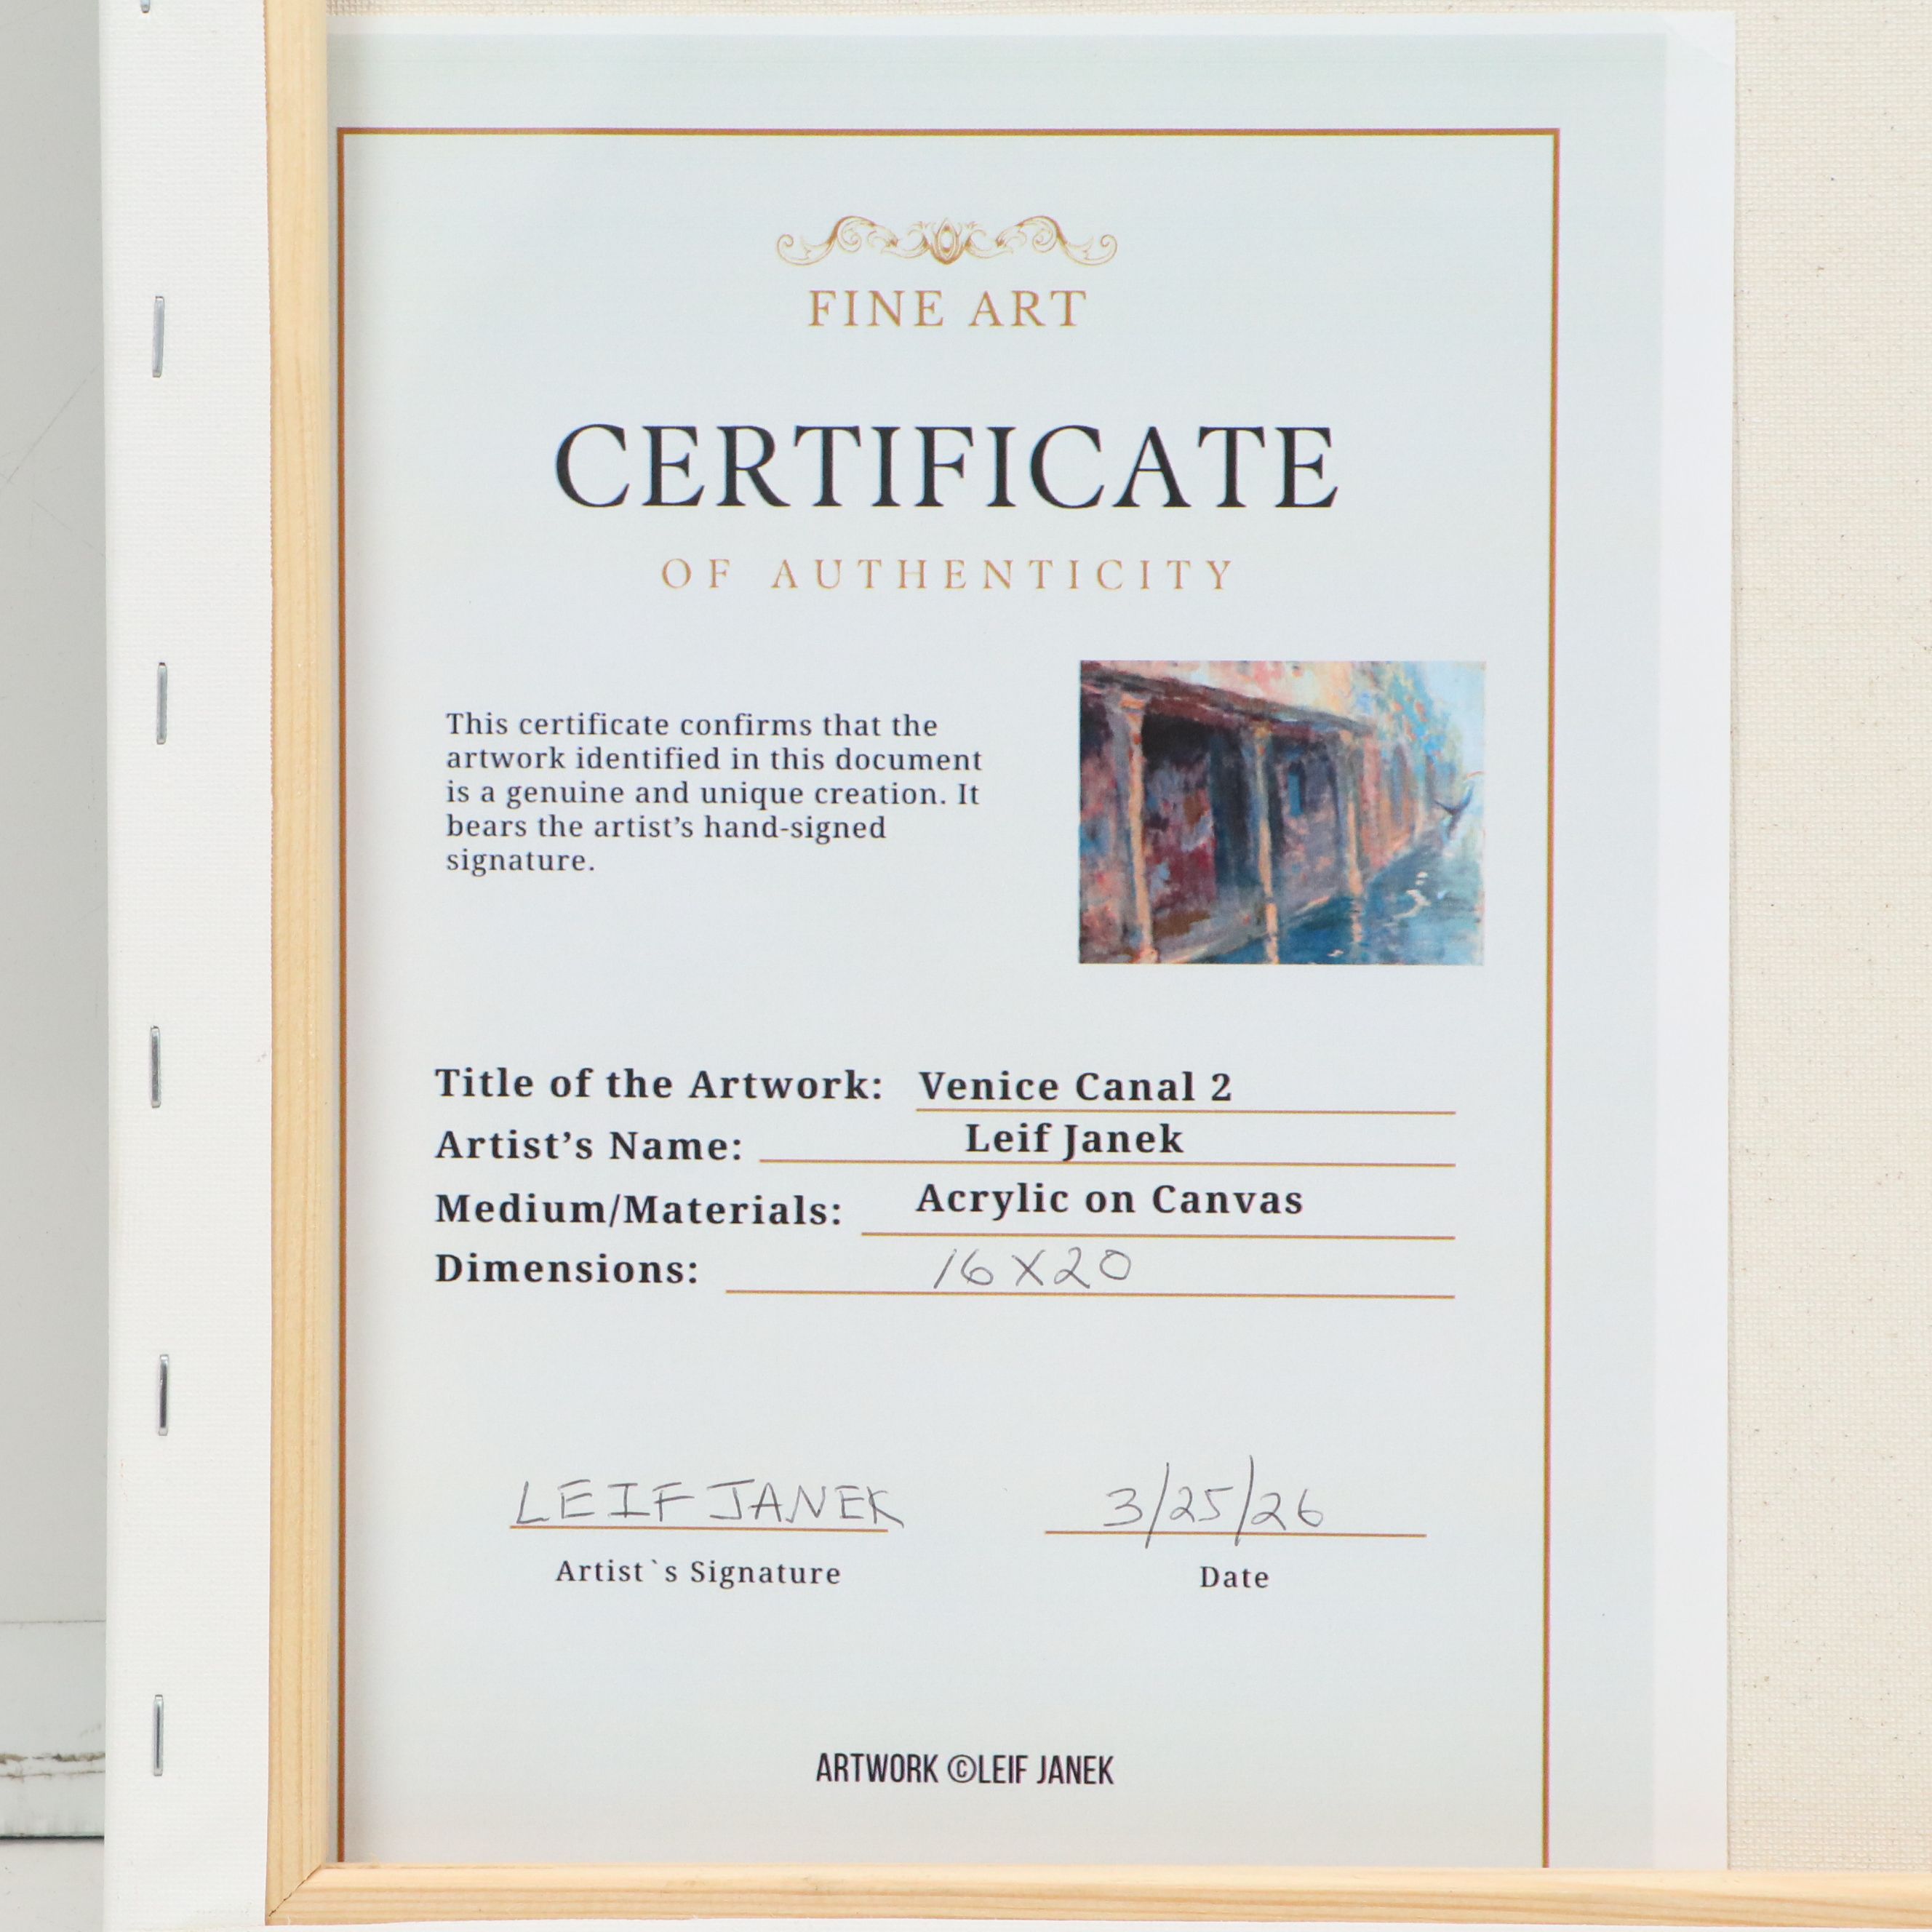 FINE ART
CERTIFICATE
OF AUTHENTICITY
This certificate confirms that the
artwork identified in this document
is a genuine and unique creation. It
bears the artist’s hand-signed
signature.
Title of the Artwork: Venice Canal 2
Artist’s Name: Leif Janek
Medium/Materials: Acrylic on Canvas
Dimensions: 16X20
LEIF JANEK 3/25/26
Artist`s Signature Date
ARTWORK ©LEIF JANEK